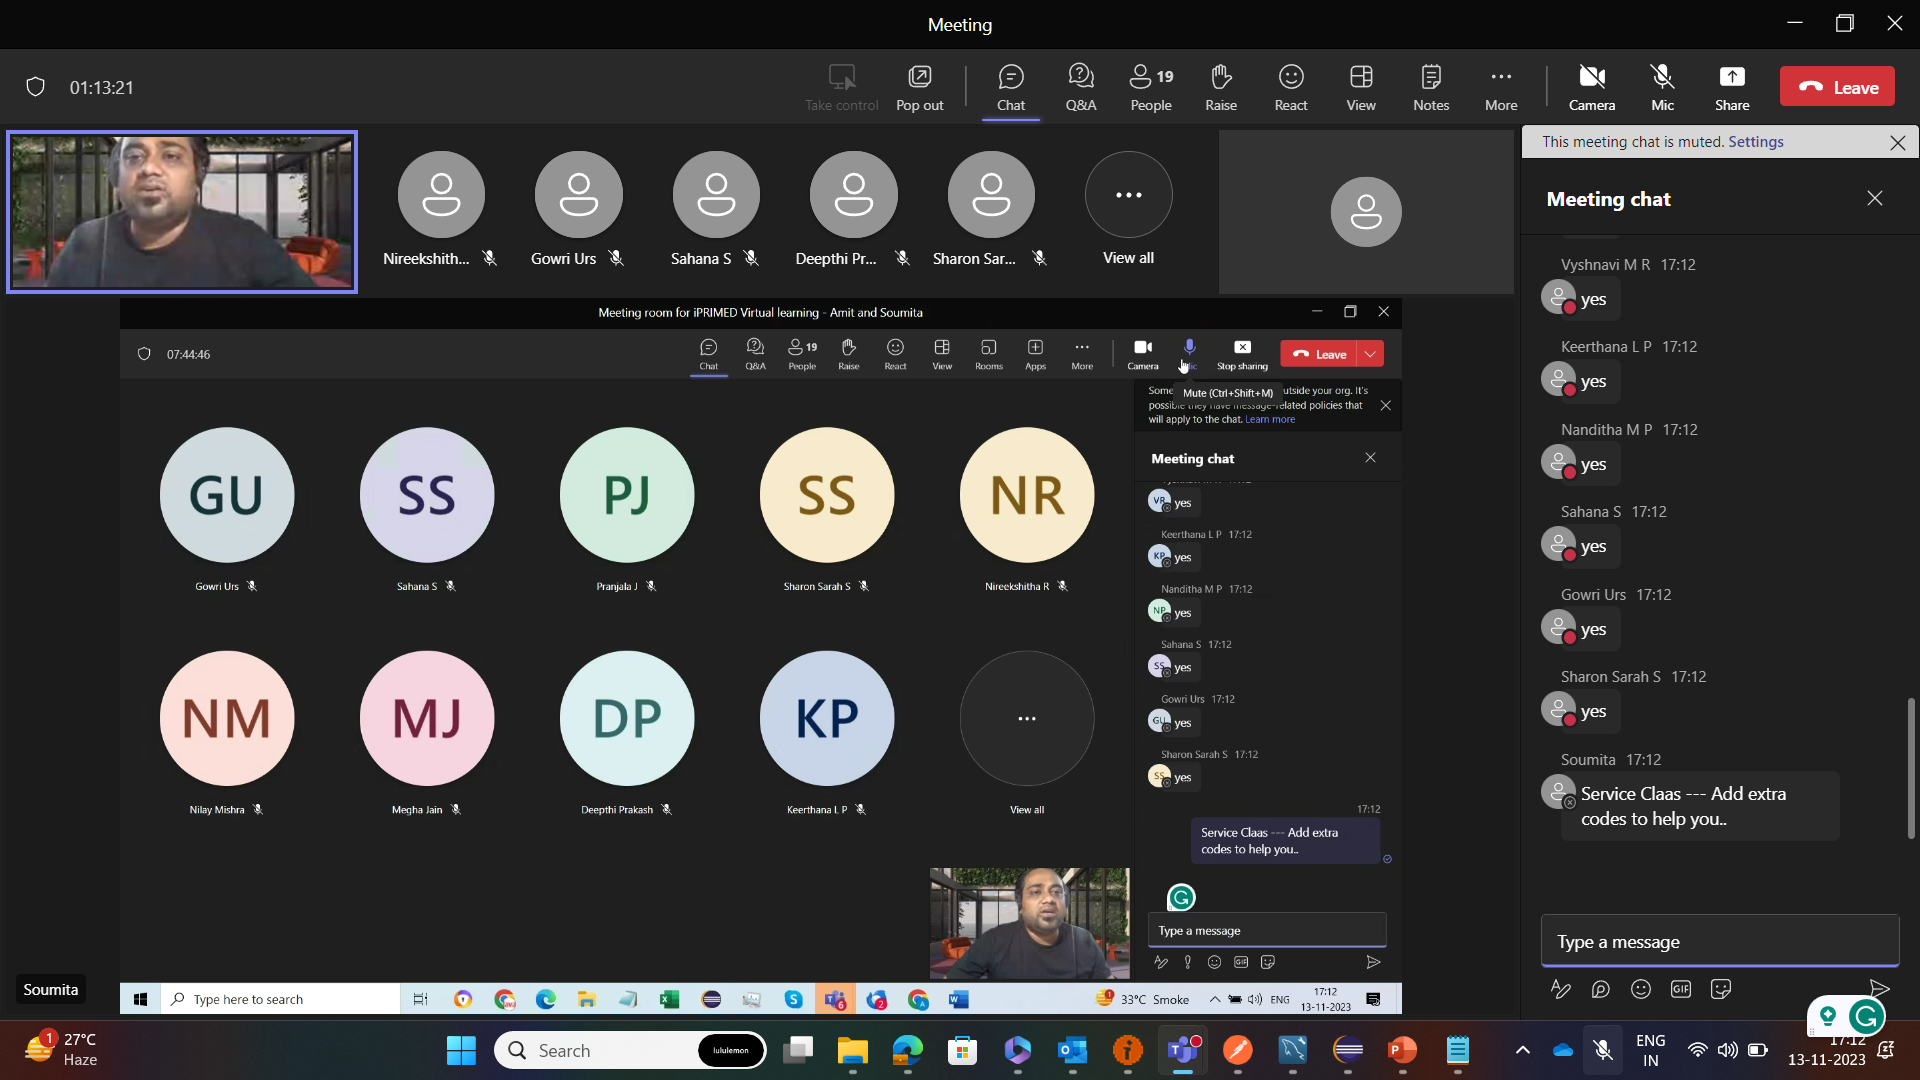 Meeting
01:13:21
Take control
Pop out
Chat
Q&A
19
People
Raise
React
View
Notes
More
Camera
Mic
Share
Leave
Nireekshith...
Gowri Urs
Sahana S
Deepthi Pr...
Sharon Sar...
View all
This meeting chat is muted. Settings
Meeting chat
Vyshnavi M R 17:12
yes
Keerthana L P 17:12
yes
Nanditha M P 17:12
yes
Sahana S 17:12
yes
Gowri Urs 17:12
yes
Sharon Sarah S 17:12
yes
Soumita 17:12
Service Claas --- Add extra
codes to help you..
Type a message
GIF
Meeting room for iPRIMED Virtual learning - Amit and Soumita
07:44:46
Chat
Q&A
19
People
Raise
React
View
Rooms
Apps
More
Camera
Stop sharing
Leave
Mute (Ctrl+Shift+M)
Some utside your org. It's
possible they have message-related policies that
will apply to the chat. Learn more
Meeting chat
GU
Gowri Urs
SS
Sahana S
PJ
Pranjala J
SS
Sharon Sarah S
NR
Nireekshitha R
NM
Nilay Mishra
MJ
Megha Jain
DP
Deepthi Prakash
KP
Keerthana L P
View all
VR
yes
Keerthana L P 17:12
KP
yes
Nanditha M P 17:12
NP
yes
Sahana S 17:12
SS
yes
Gowri Urs 17:12
GU
yes
Sharon Sarah S 17:12
SS
yes
17:12
Service Claas --- Add extra
codes to help you..
Type a message
GIF
Soumita
Type here to search
33°C Smoke
ENG
17:12
13-11-2023
1
27°C
Haze
Search
lululemon
ENG
IN
17:12
13-11-2023